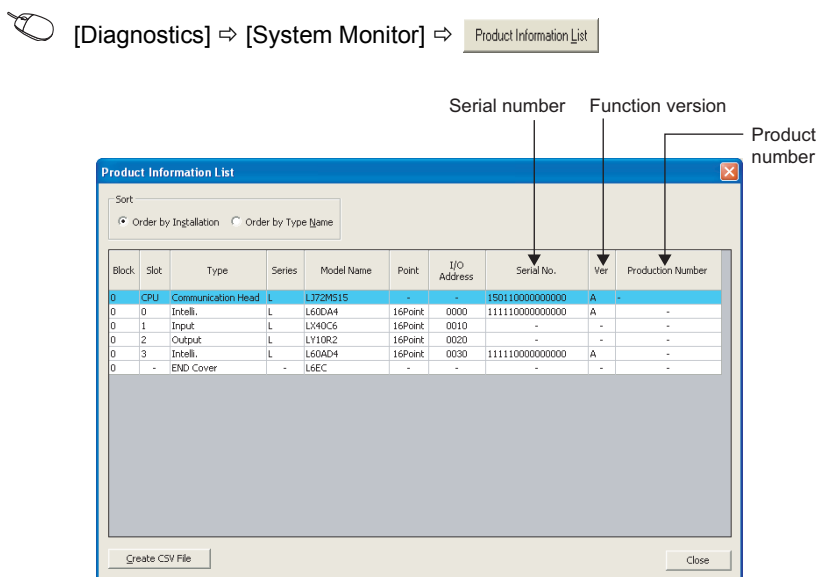 [Diagnostics] ⇨ [System Monitor] ⇨ Product Information List
Serial number Function version
Product
number
Product Information List
Sort
Order by Installation Order by Type Name
Block Slot Type Series Model Name Point I/O Address Serial No. Ver Production Number
0 CPU Communication Head L LJ72MS15 - - 150110000000000 A -
0 0 Intelli. L L60DA4 16Point 0000 111110000000000 A -
0 1 Input L LX40C6 16Point 0010 - - -
0 2 Output L LY10R2 16Point 0020 - - -
0 3 Intelli. L L60AD4 16Point 0030 111110000000000 A -
0 - END Cover - L6EC - - - - -
Create CSV File Close